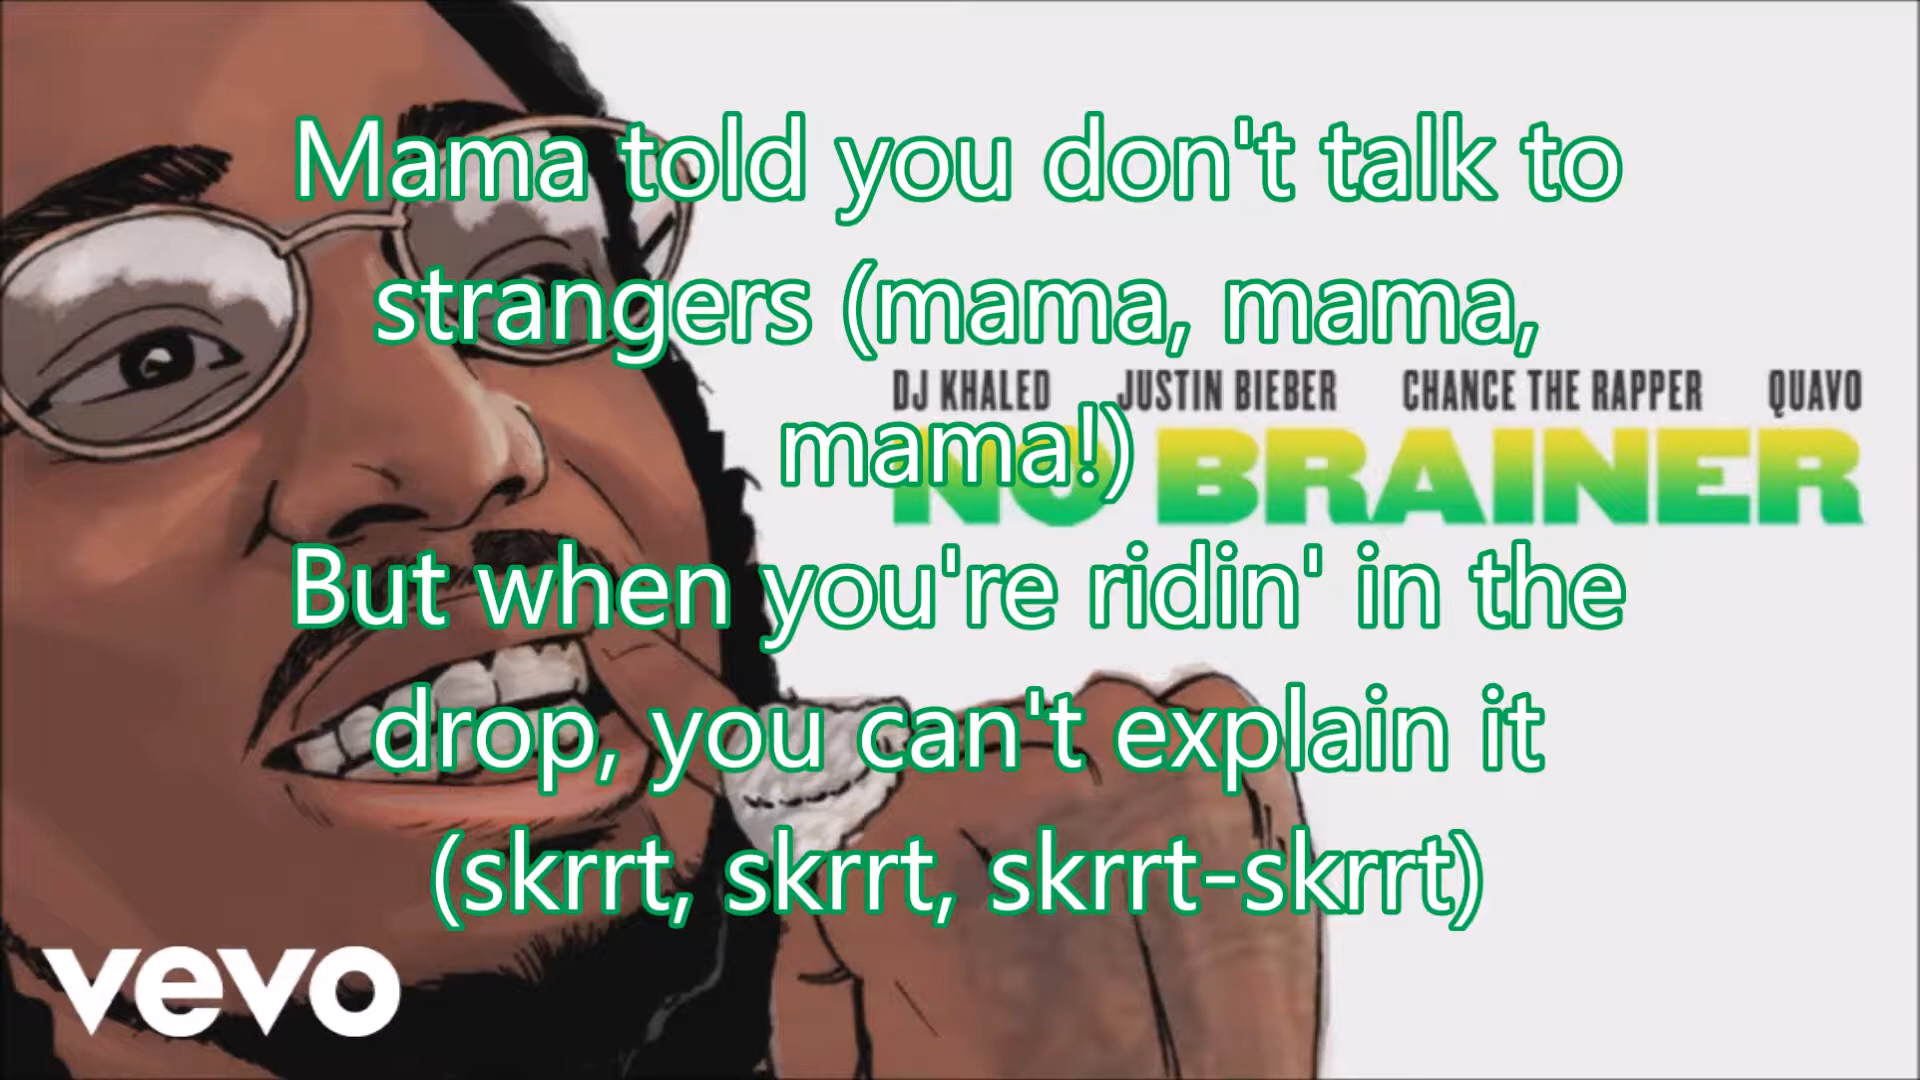 Mama told you don't talk to
strangers (mama, mama,
DJ KHALED JUSTIN BIEBER CHANCE THE RAPPER QUAVO
mama!)
NO BRAINER
But when you're ridin' in the
drop, you can't explain it
(skrrt, skrrt, skrrt-skrrt)
vevo